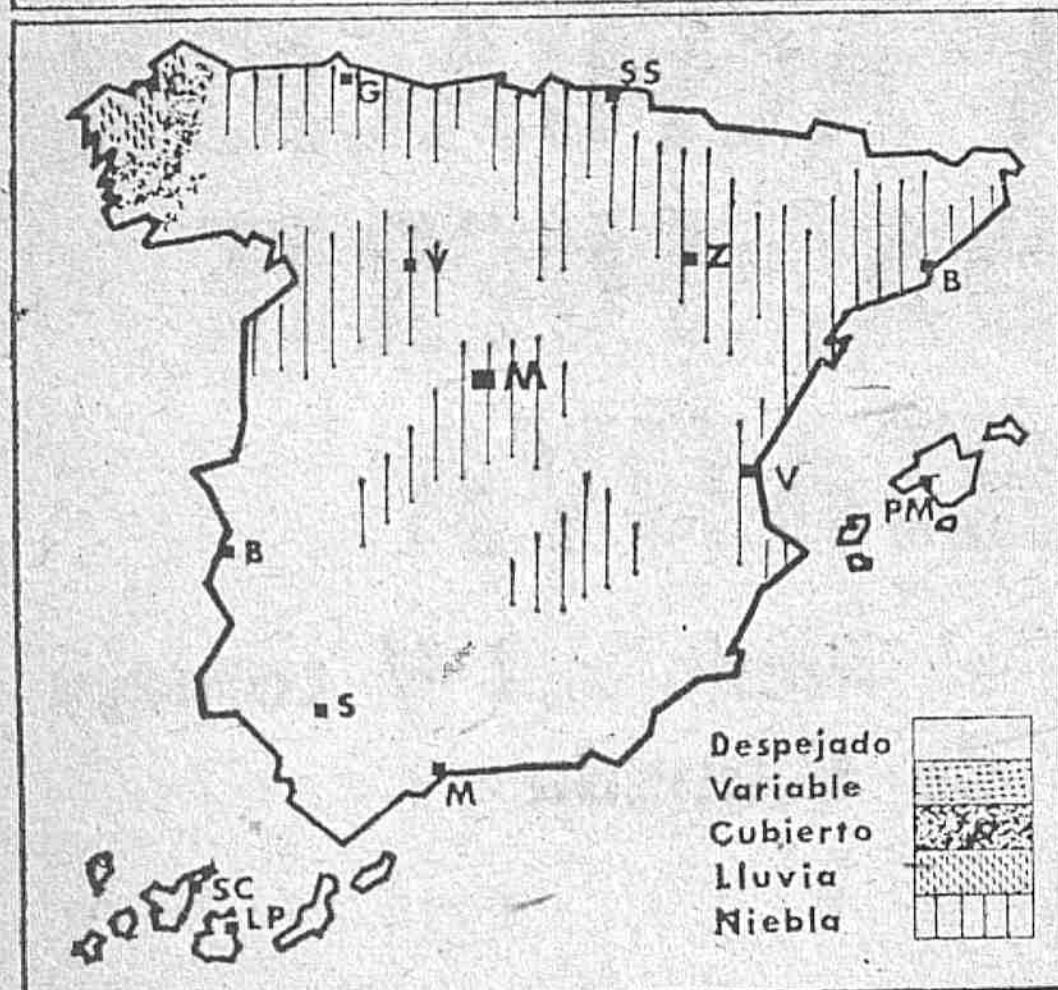 SS
C
G
V
Z
B
M
V
PM
B
S
M
SC
LP
Despejado
Variable
Cubierto
Lluvia
Niebla